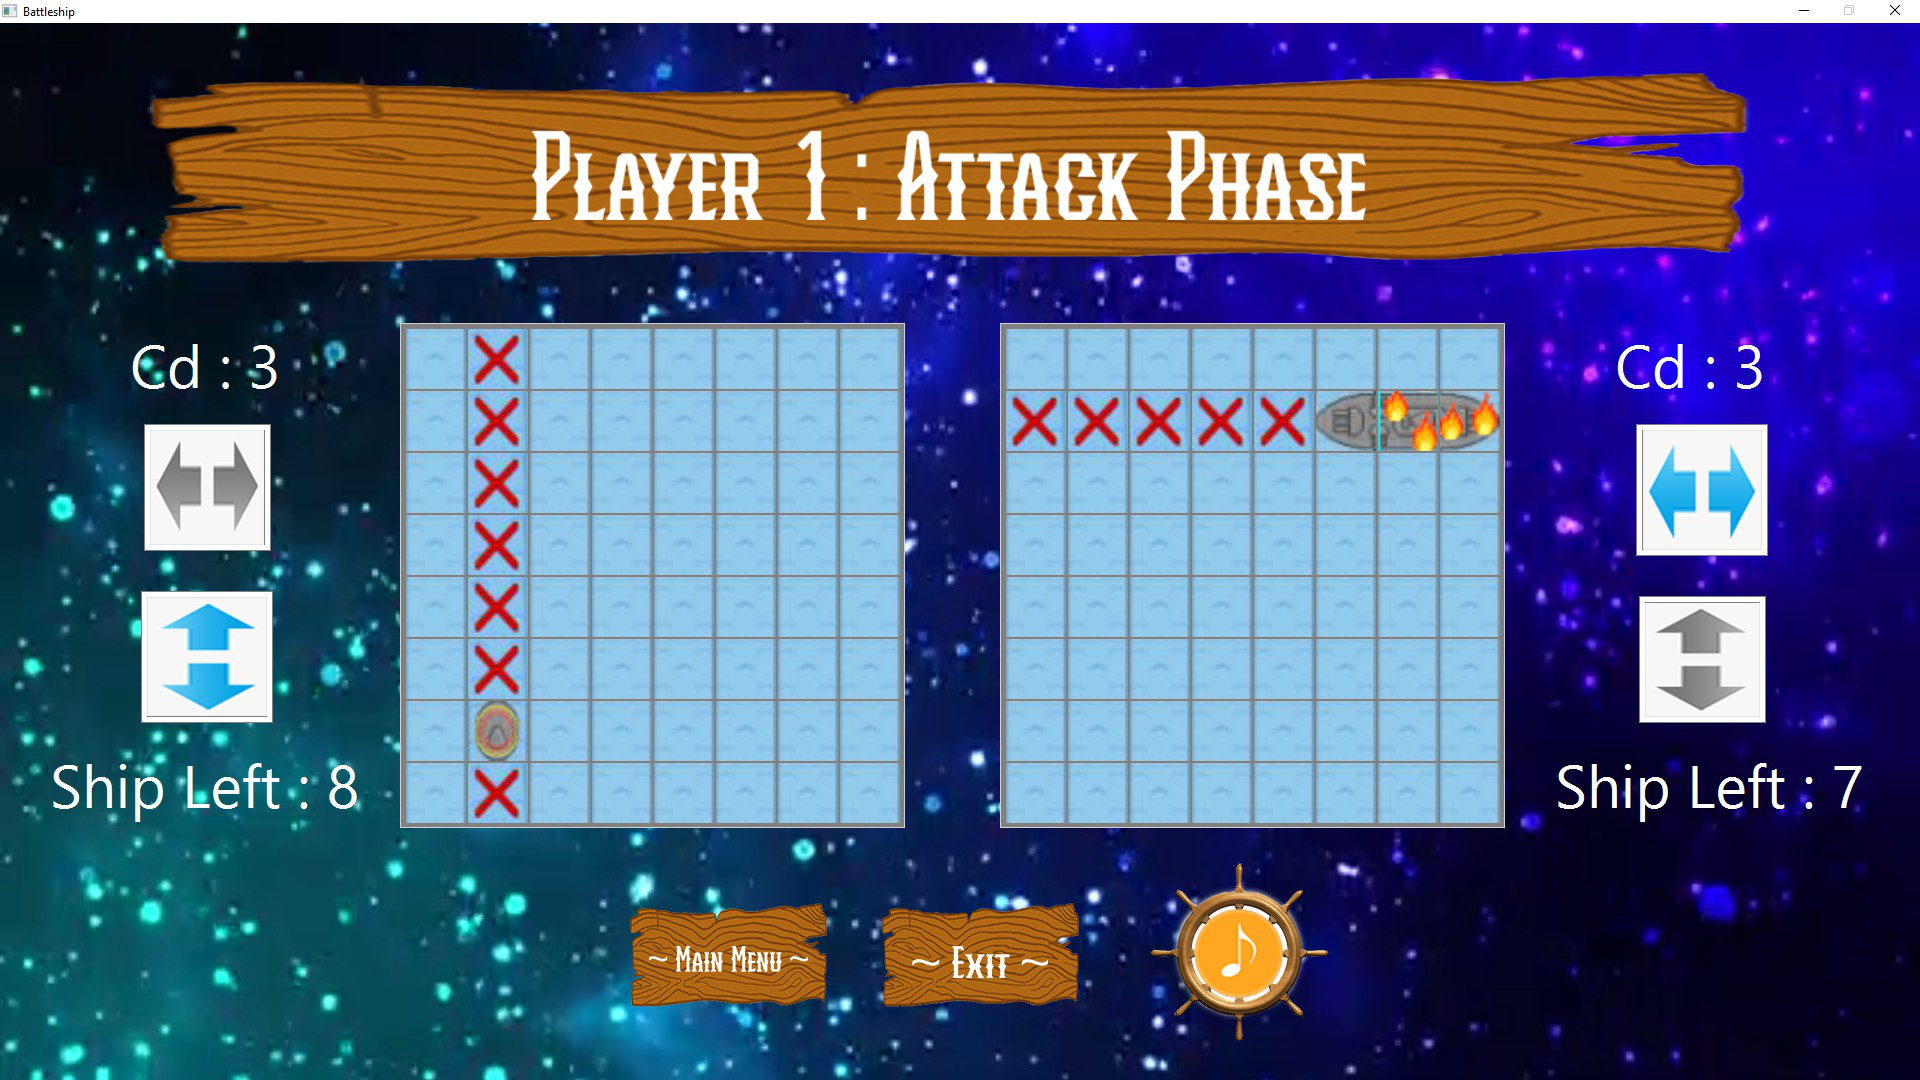 Battleship
Player 1 : Attack Phase
Cd : 3
Cd : 3
Ship Left : 8
Ship Left : 7
~ Main Menu ~
~ Exit ~